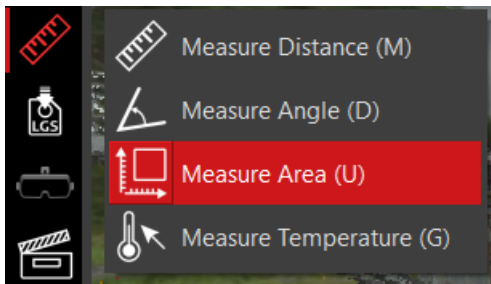 Measure Distance (M)
Measure Angle (D)
LGS
Measure Area (U)
Measure Temperature (G)